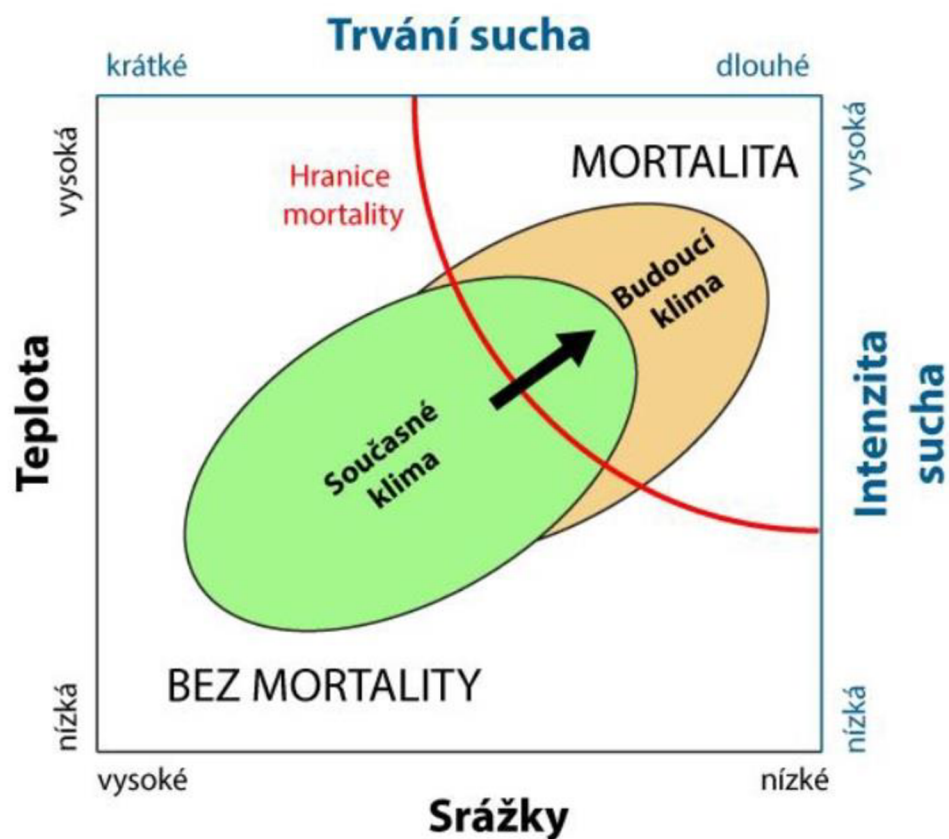 Trvání sucha
krátké
dlouhé
vysoká
vysoká
MORTALITA
Hranice
mortality
Budoucí
klima
Teplota
Současné
klima
Intenzita
sucha
BEZ MORTALITY
nízká
nízká
vysoké
nízké
Srážky